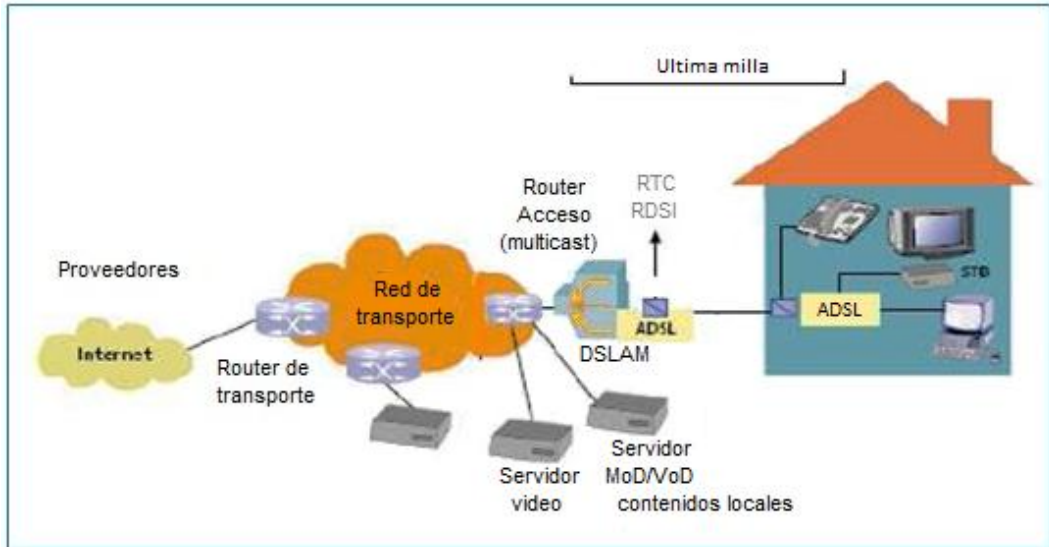 Ultima milla
Router
Acceso
(multicast)
RTC
RDSI
Proveedores
Red de
transporte
STB
ADSL
ADSL
Internet
DSLAM
Router de
transporte
Servidor
video
Servidor
MoD/VoD
contenidos locales